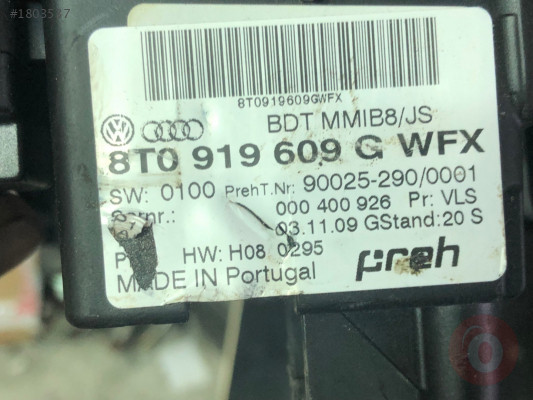 8T0919609GWFX
BDT MMIB8/JS
8T0 919 609 G WFX
SW: 0100 PrehT.Nr: 90025-290/0001
000 400 926 Pr: VLS
03.11.09 GStand: 20 S
HW: H08 0295
MADE IN Portugal
preh